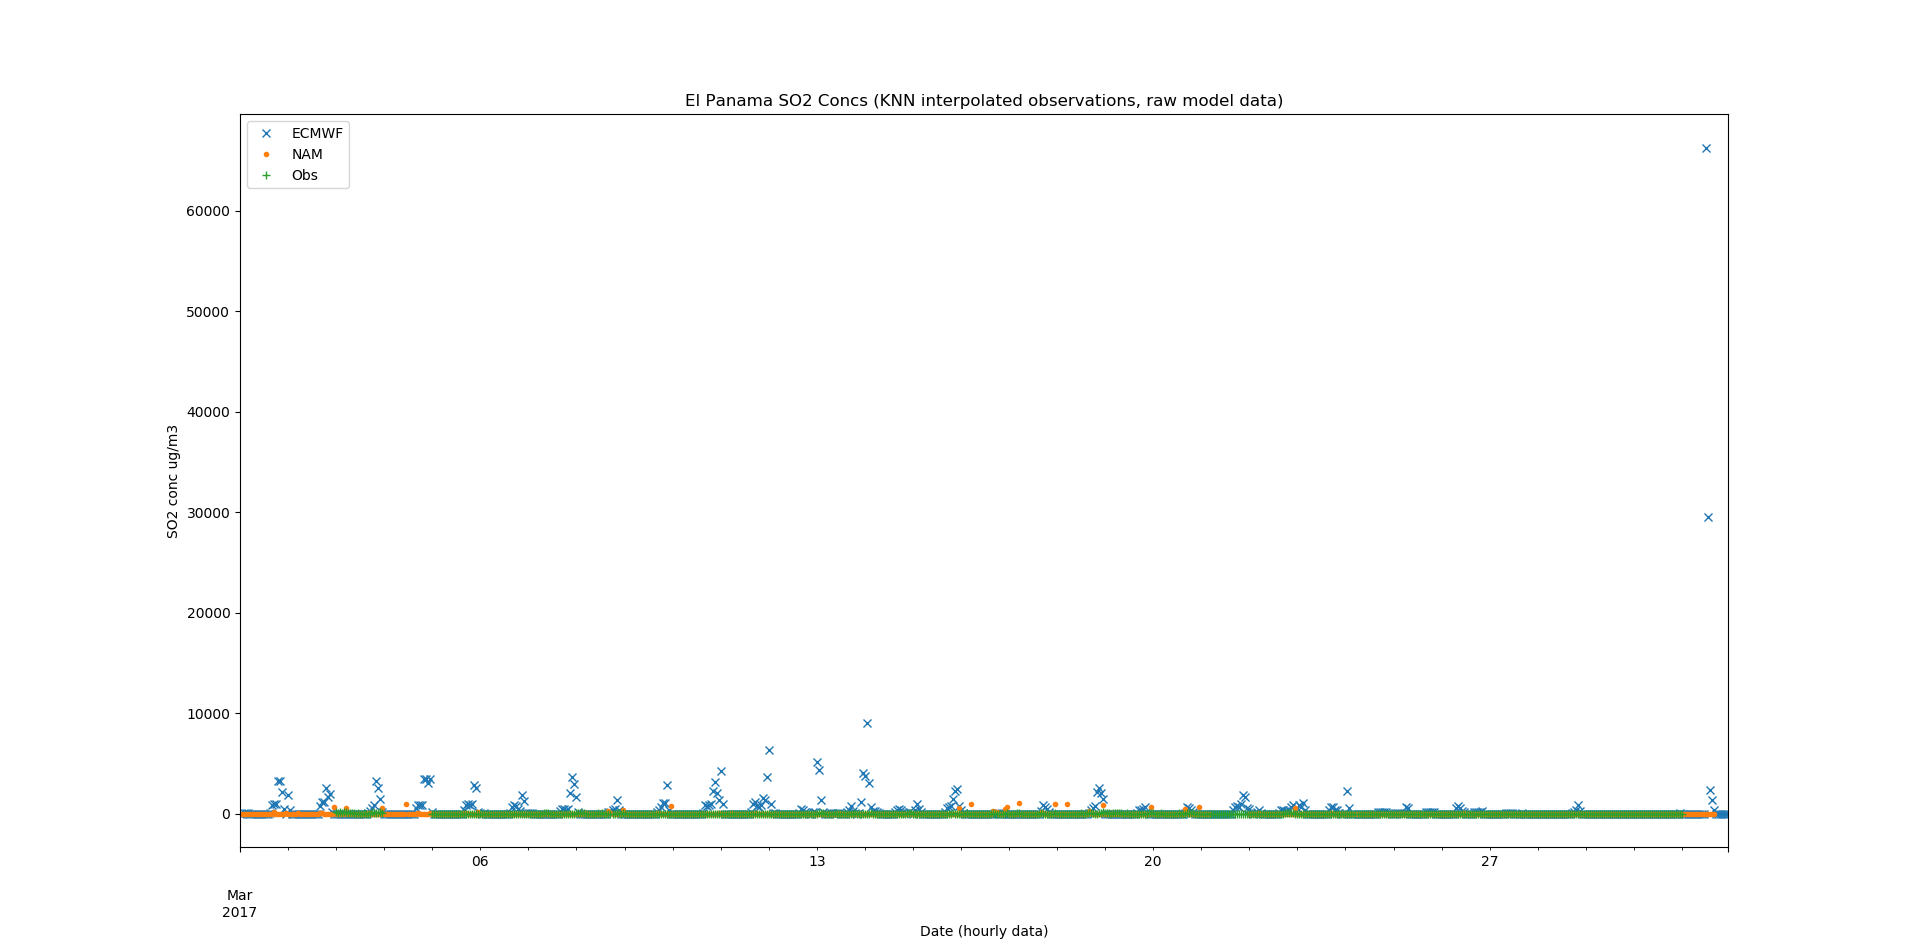 El Panama SO2 Concs (KNN interpolated observations, raw model data)
ECMWF
NAM
Obs
60000
50000
40000
30000
20000
10000
0
SO2 conc ug/m3
06
13
20
27
Mar
2017
Date (hourly data)